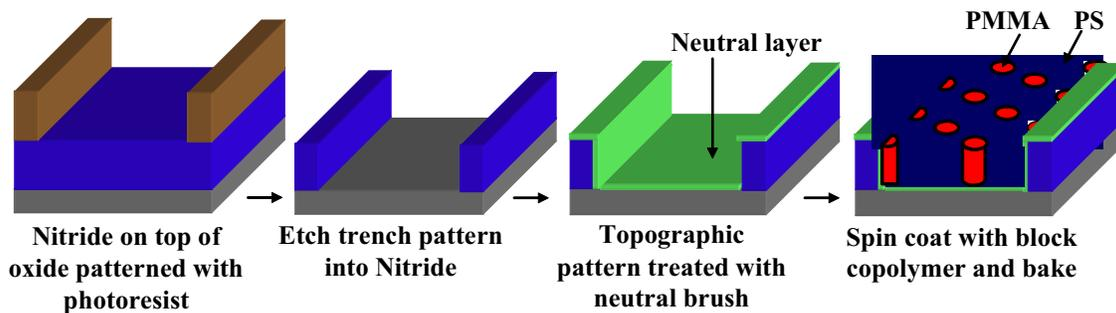 PMMA PS
Neutral layer
Nitride on top of
oxide patterned with
photoresist
Etch trench pattern
into Nitride
Topographic
pattern treated with
neutral brush
Spin coat with block
copolymer and bake